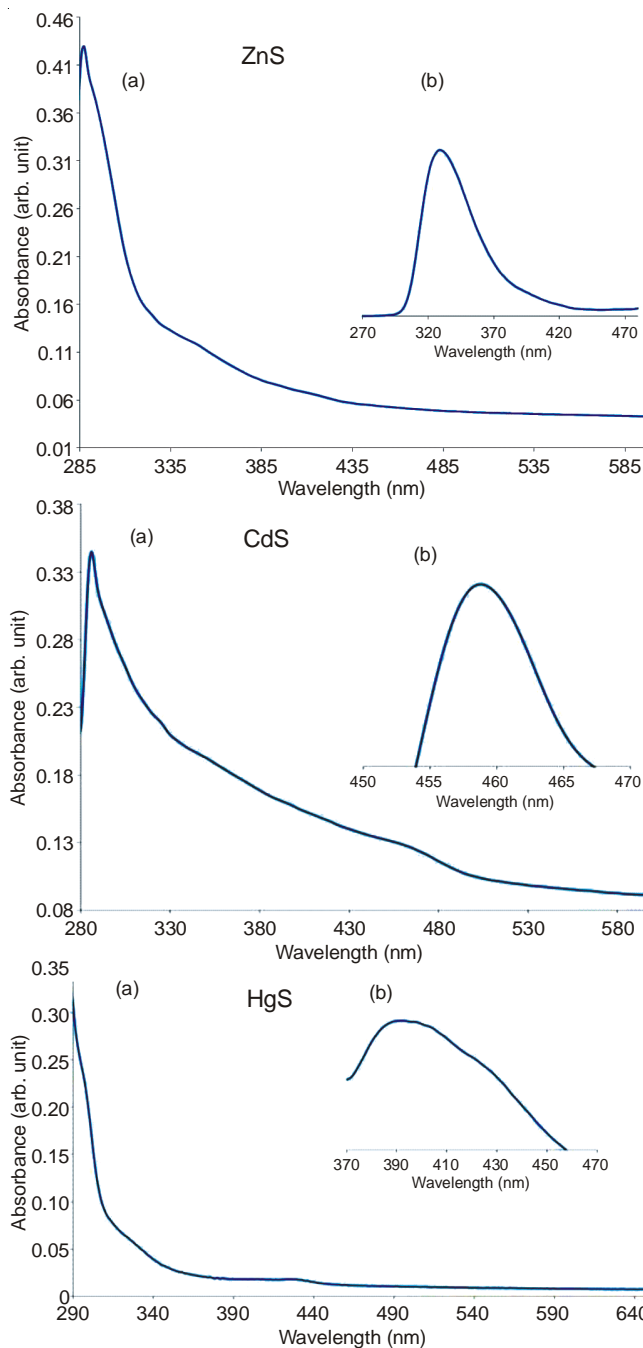 ZnS
(a)
(b)
Absorbance (arb. unit)
0.46
0.41
0.36
0.31
0.26
0.21
0.16
0.11
0.06
0.01
270 320 370 420 470
Wavelength (nm)
285 335 385 435 485 535 585
Wavelength (nm)
CdS
(a)
(b)
Absorbance (arb. unit)
0.38
0.33
0.28
0.23
0.18
0.13
0.08
450 455 460 465 470
Wavelength (nm)
280 330 380 430 480 530 580
Wavelength (nm)
HgS
(a)
(b)
Absorbance (arb. unit)
0.35
0.30
0.25
0.20
0.15
0.10
0.05
0
370 390 410 430 450 470
Wavelength (nm)
290 340 390 440 490 540 590 640
Wavelength (nm)